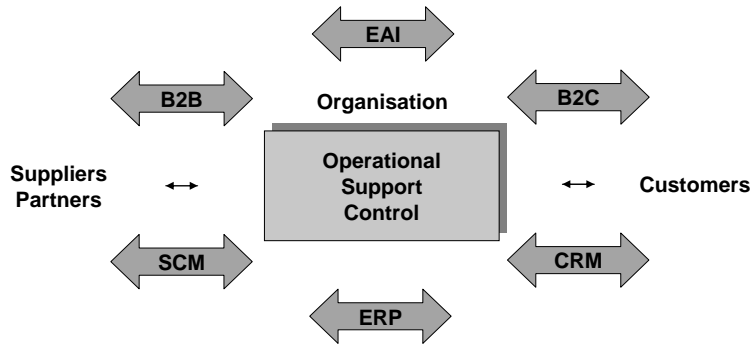 EAI
B2B
Organisation
B2C
Operational
Support
Control
Suppliers
Partners
Customers
SCM
CRM
ERP